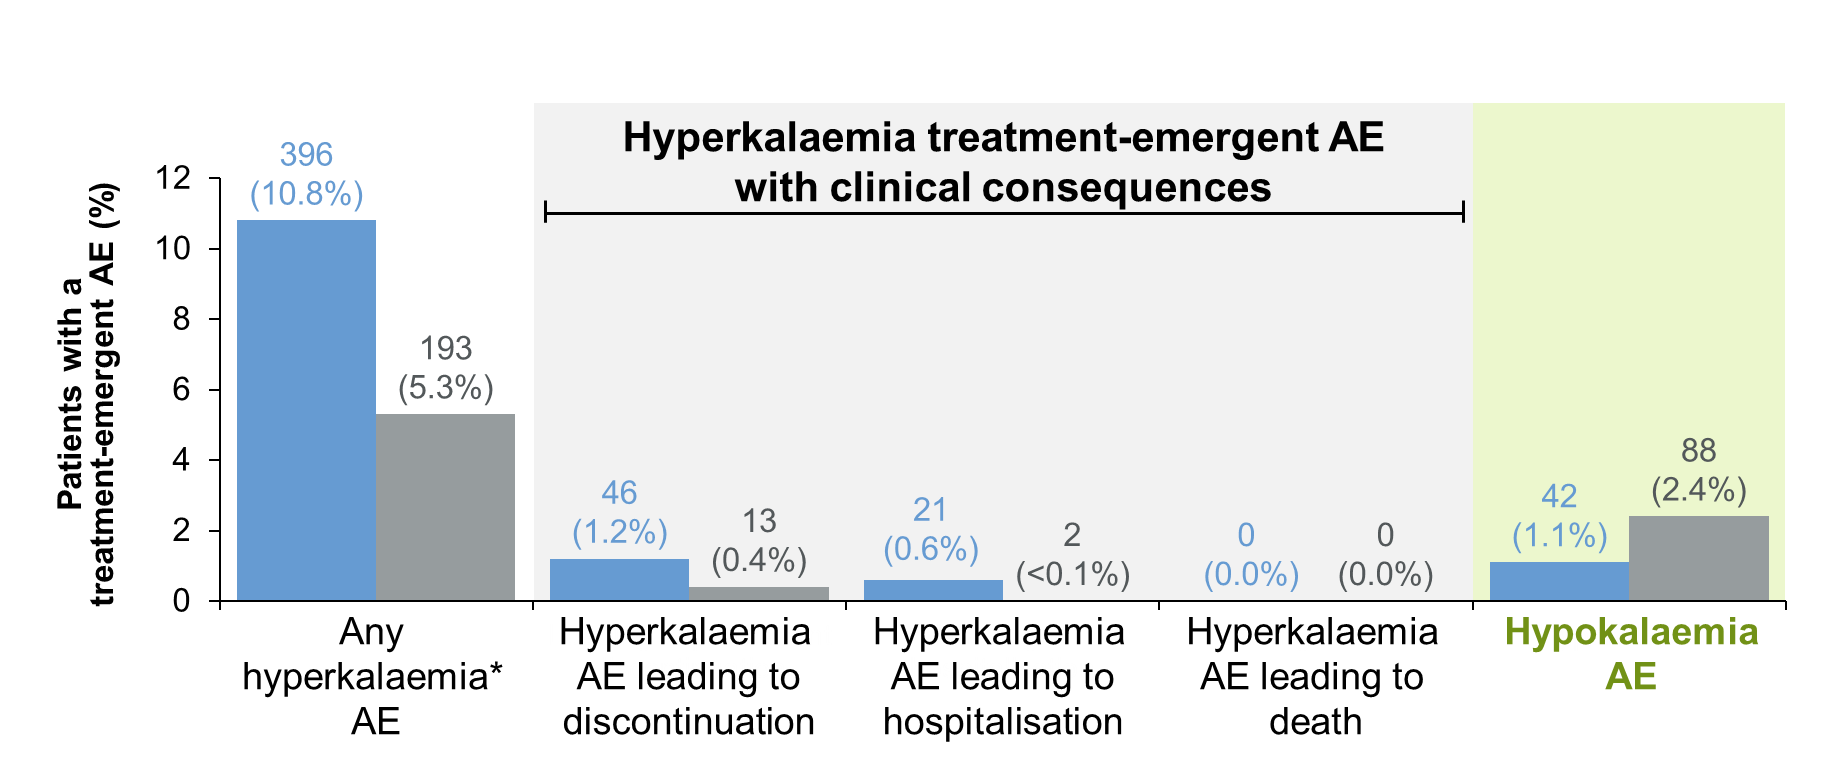 Hyperkalaemia treatment-emergent AE
with clinical consequences
Patients with a
treatment-emergent AE (%)
12
10
8
6
4
2
0
396
(10.8%)
193
(5.3%)
46
(1.2%)
13
(0.4%)
21
(0.6%)
2
(<0.1%)
0
(0.0%)
0
(0.0%)
42
(1.1%)
88
(2.4%)
Any
hyperkalaemia*
AE
Hyperkalaemia
AE leading to
discontinuation
Hyperkalaemia
AE leading to
hospitalisation
Hyperkalaemia
AE leading to
death
Hypokalaemia
AE